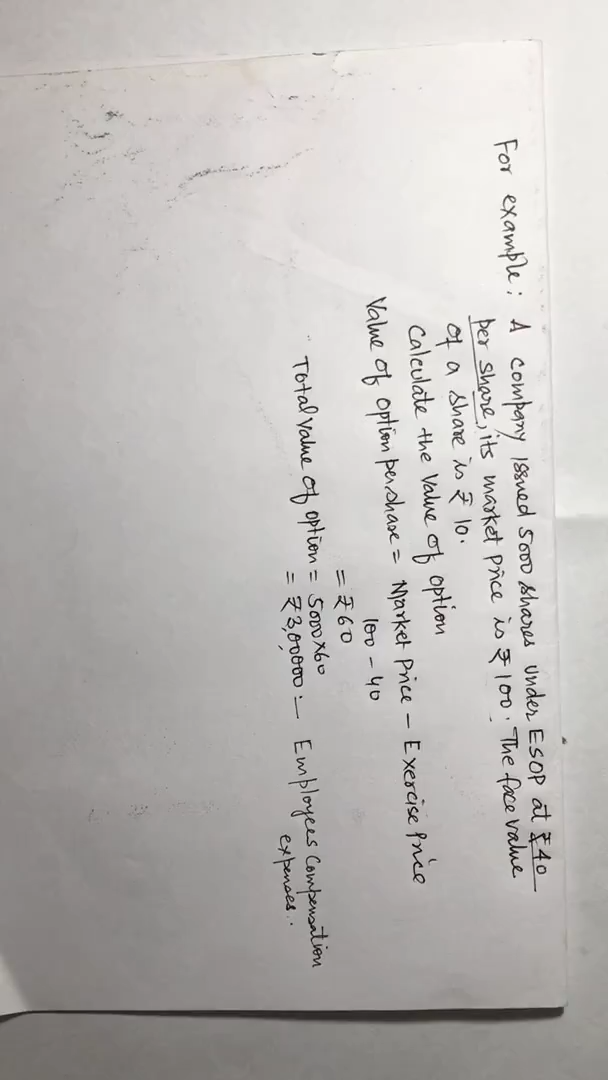 For example: A company issued 5000 shares under ESOP at ₹40
per share, its market price is ₹100. The face value
of a share is ₹10.
Calculate the value of option
Value of option per share = Market Price - Exercise Price
100 - 40
= ₹60
Total value of option = 5000×60
= ₹3,00,000:- Employees Compensation
expenses.